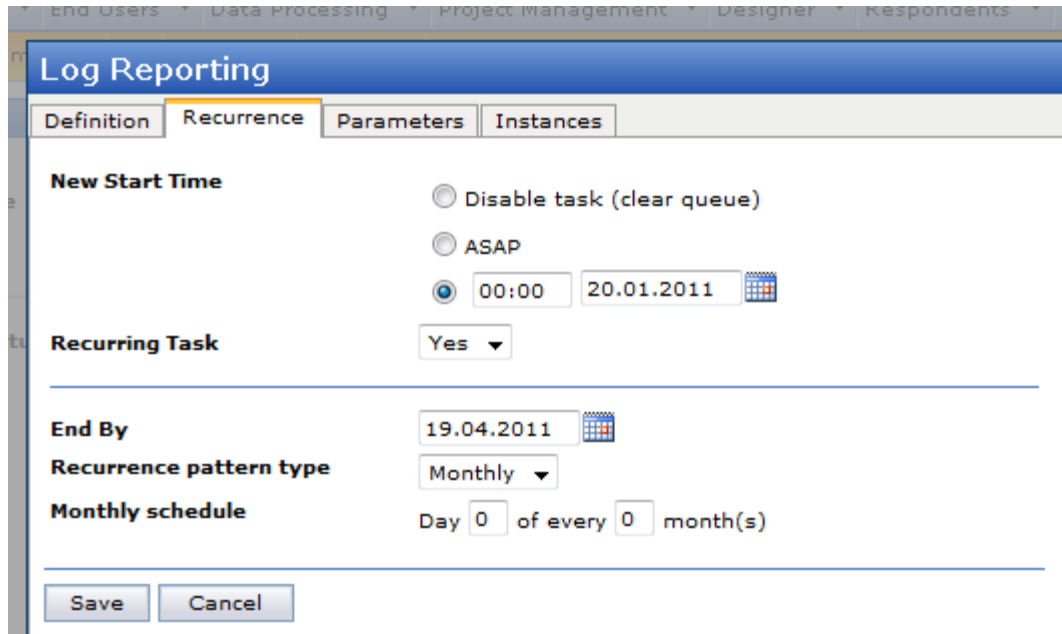 End Users Data Processing Project Management Designer Respondents
Log Reporting
Definition Recurrence Parameters Instances
New Start Time
Disable task (clear queue)
ASAP
00:00 20.01.2011
Recurring Task Yes
End By 19.04.2011
Recurrence pattern type Monthly
Monthly schedule Day 0 of every 0 month(s)
Save Cancel